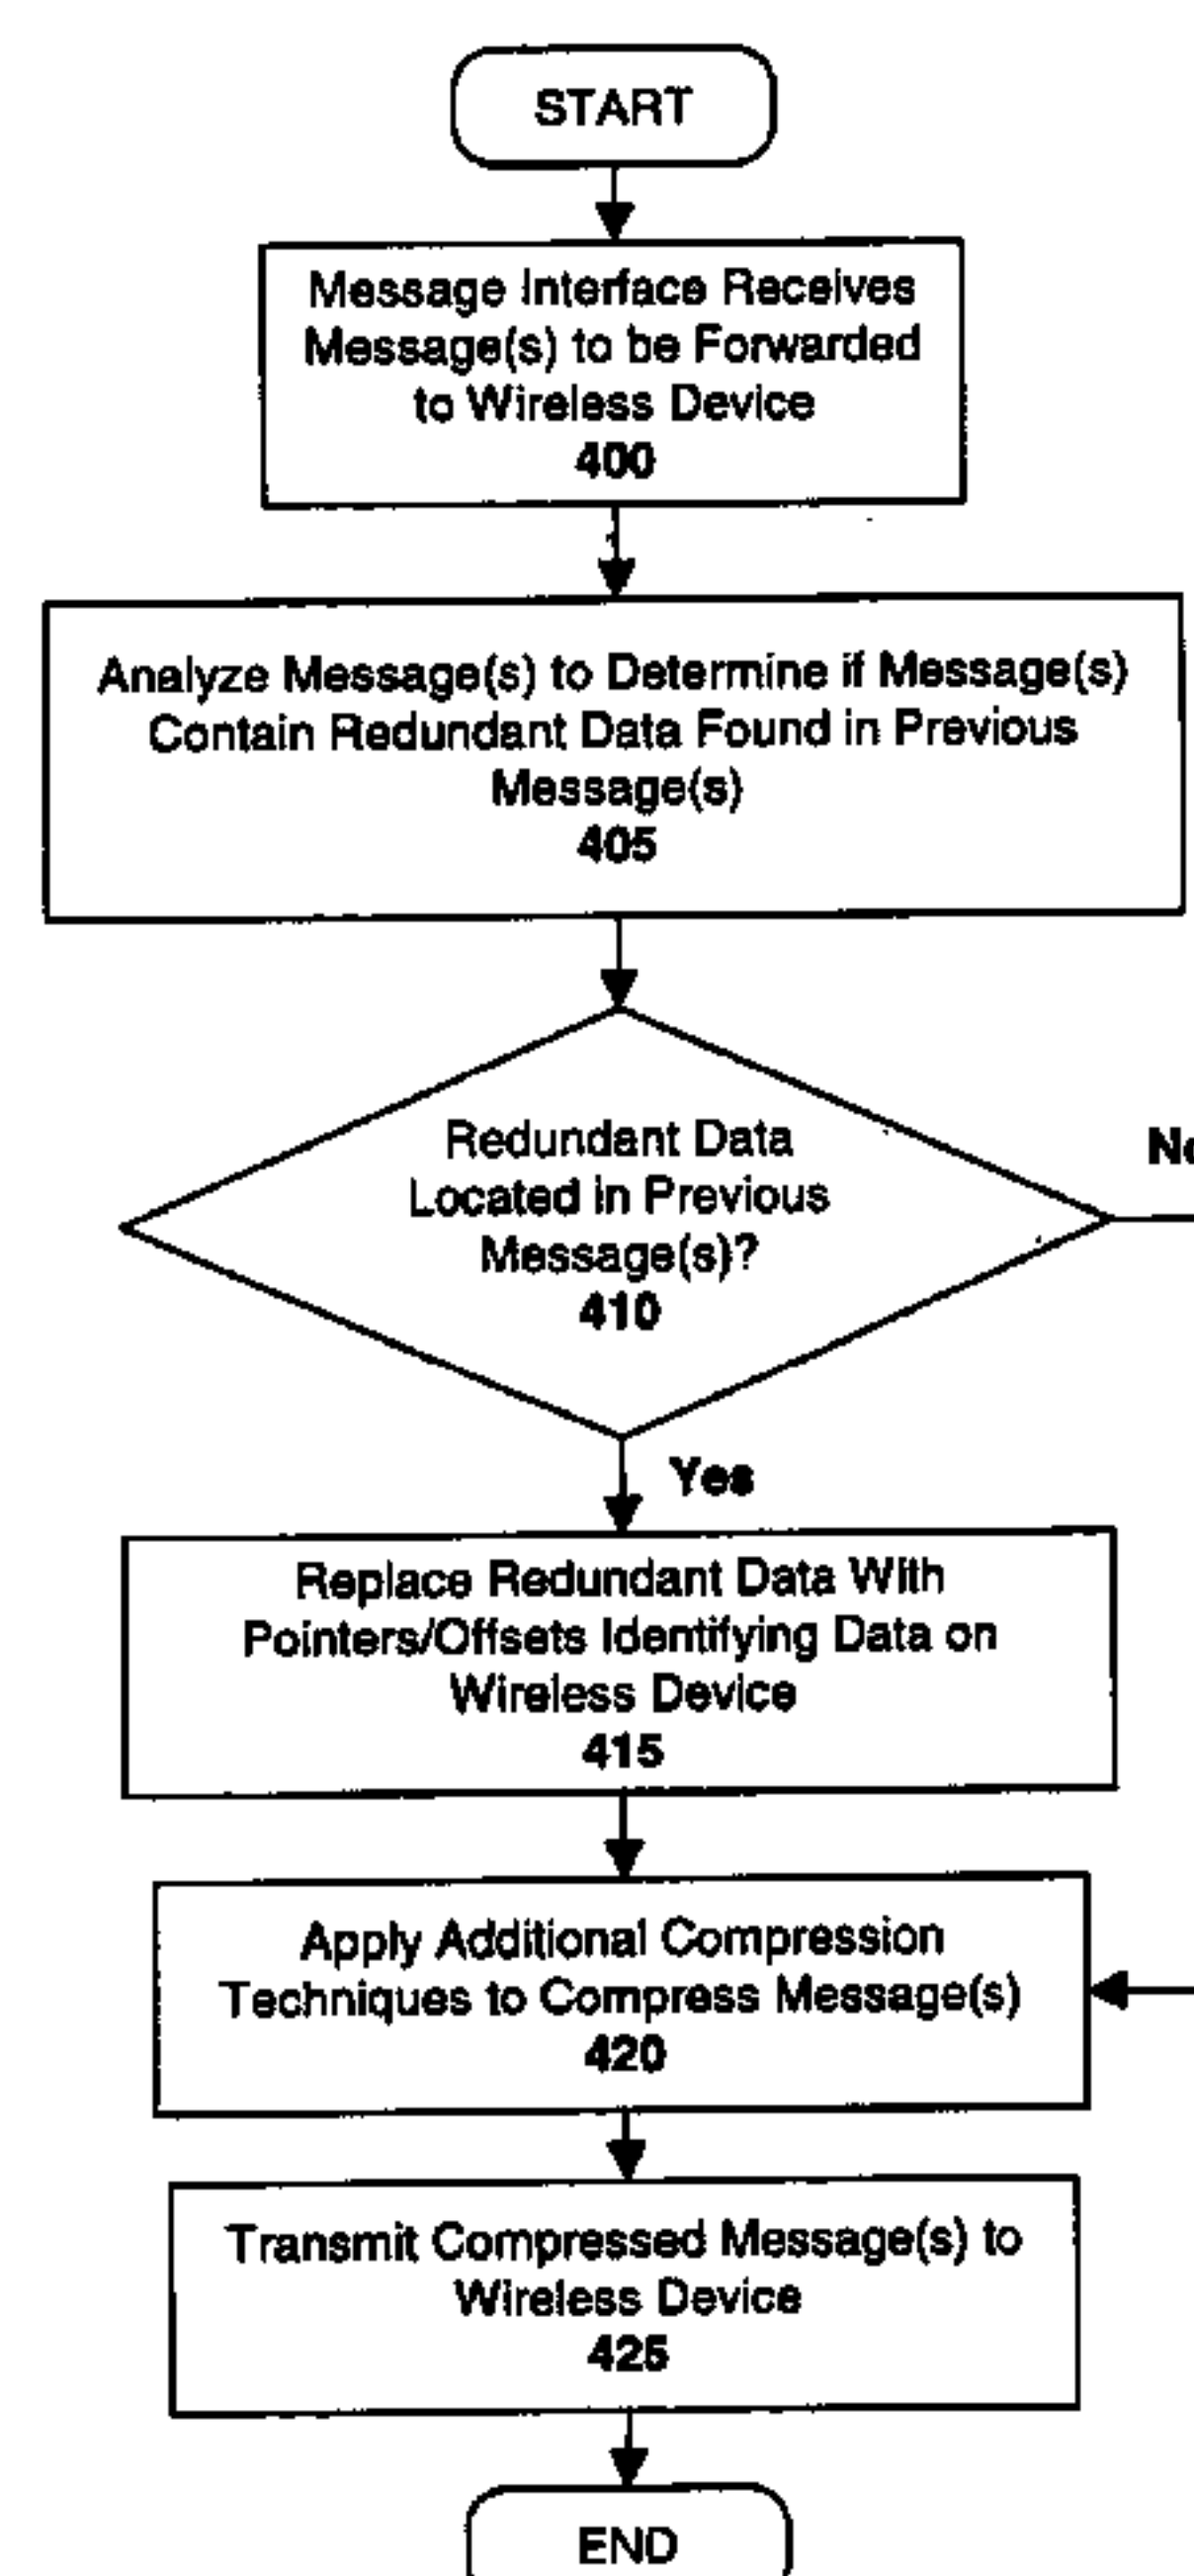 START
Message Interface Receives
Message(s) to be Forwarded
to Wireless Device
400
Analyze Message(s) to Determine if Message(s)
Contain Redundant Data Found in Previous
Message(s)
405
Redundant Data
Located in Previous
Message(s)?
410
No
Yes
Replace Redundant Data With
Pointers/Offsets Identifying Data on
Wireless Device
415
Apply Additional Compression
Techniques to Compress Message(s)
420
Transmit Compressed Message(s) to
Wireless Device
425
END